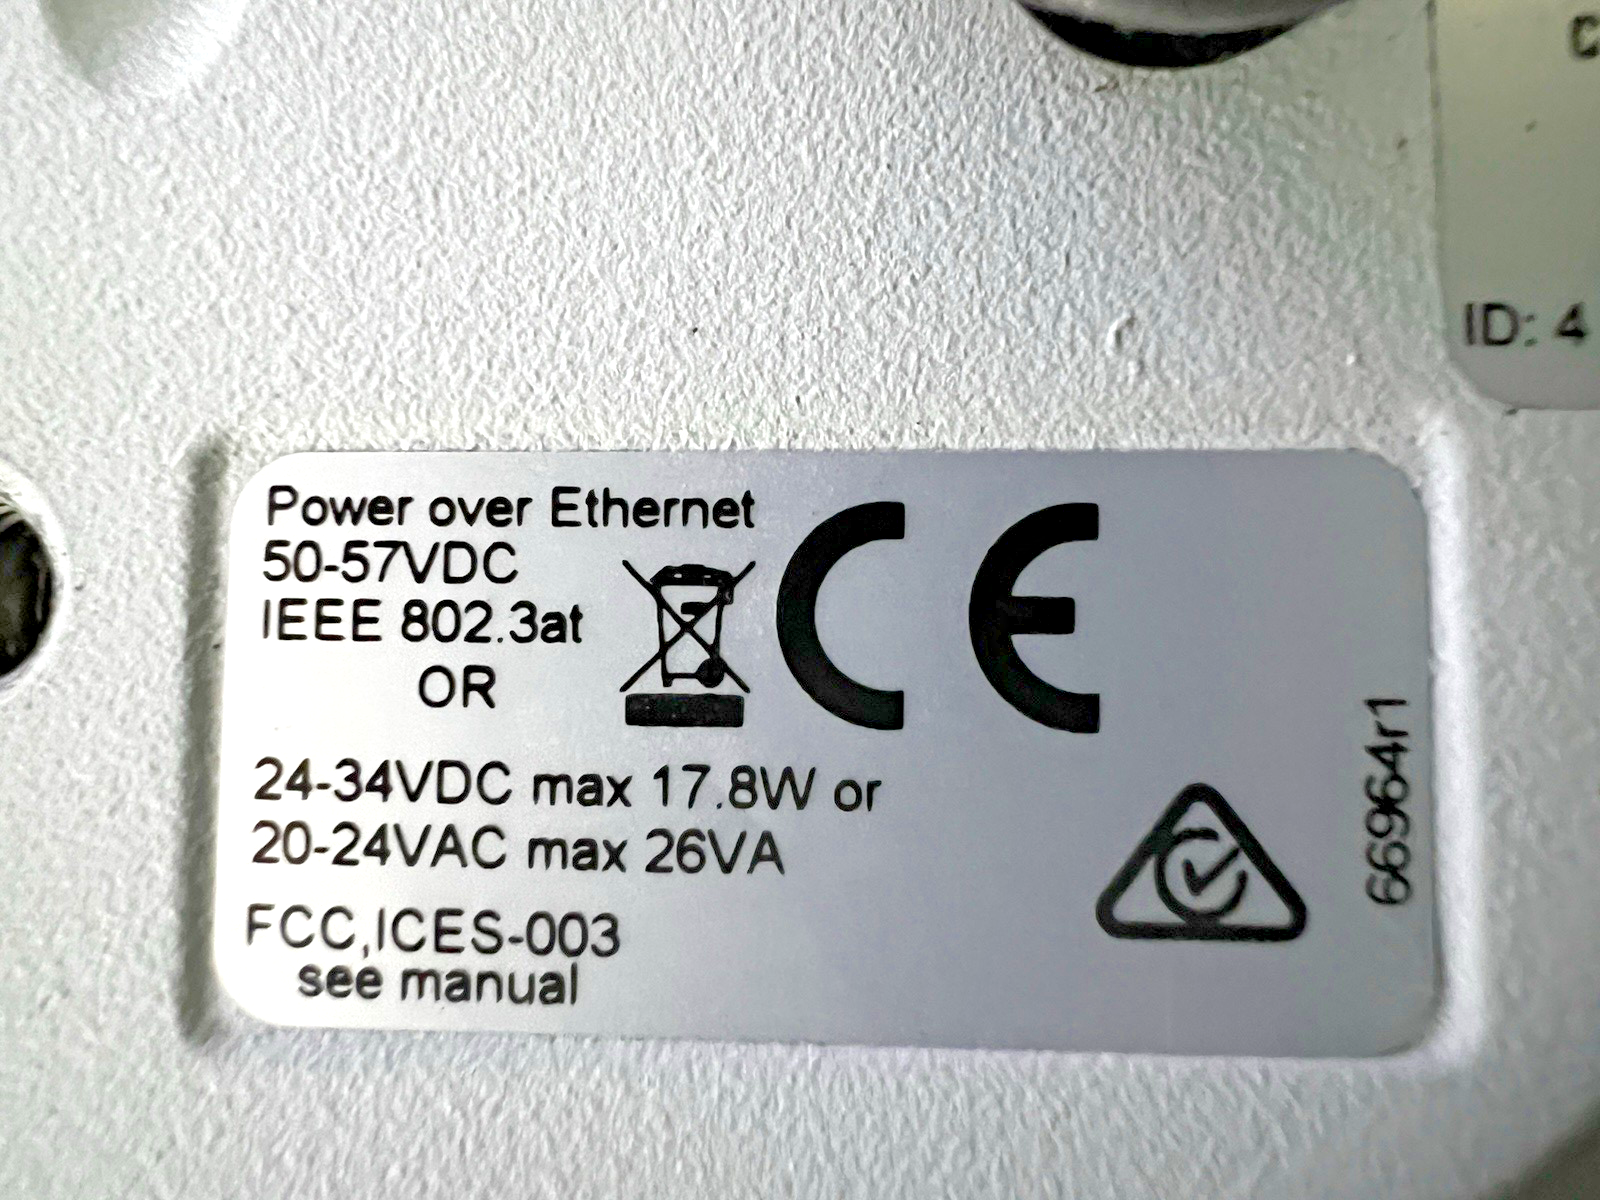 ID: 4
Power over Ethernet
50-57VDC
IEEE 802.3at
OR
CE
24-34VDC max 17.8W or
20-24VAC max 26VA
FCC,ICES-003
see manual
66964r1